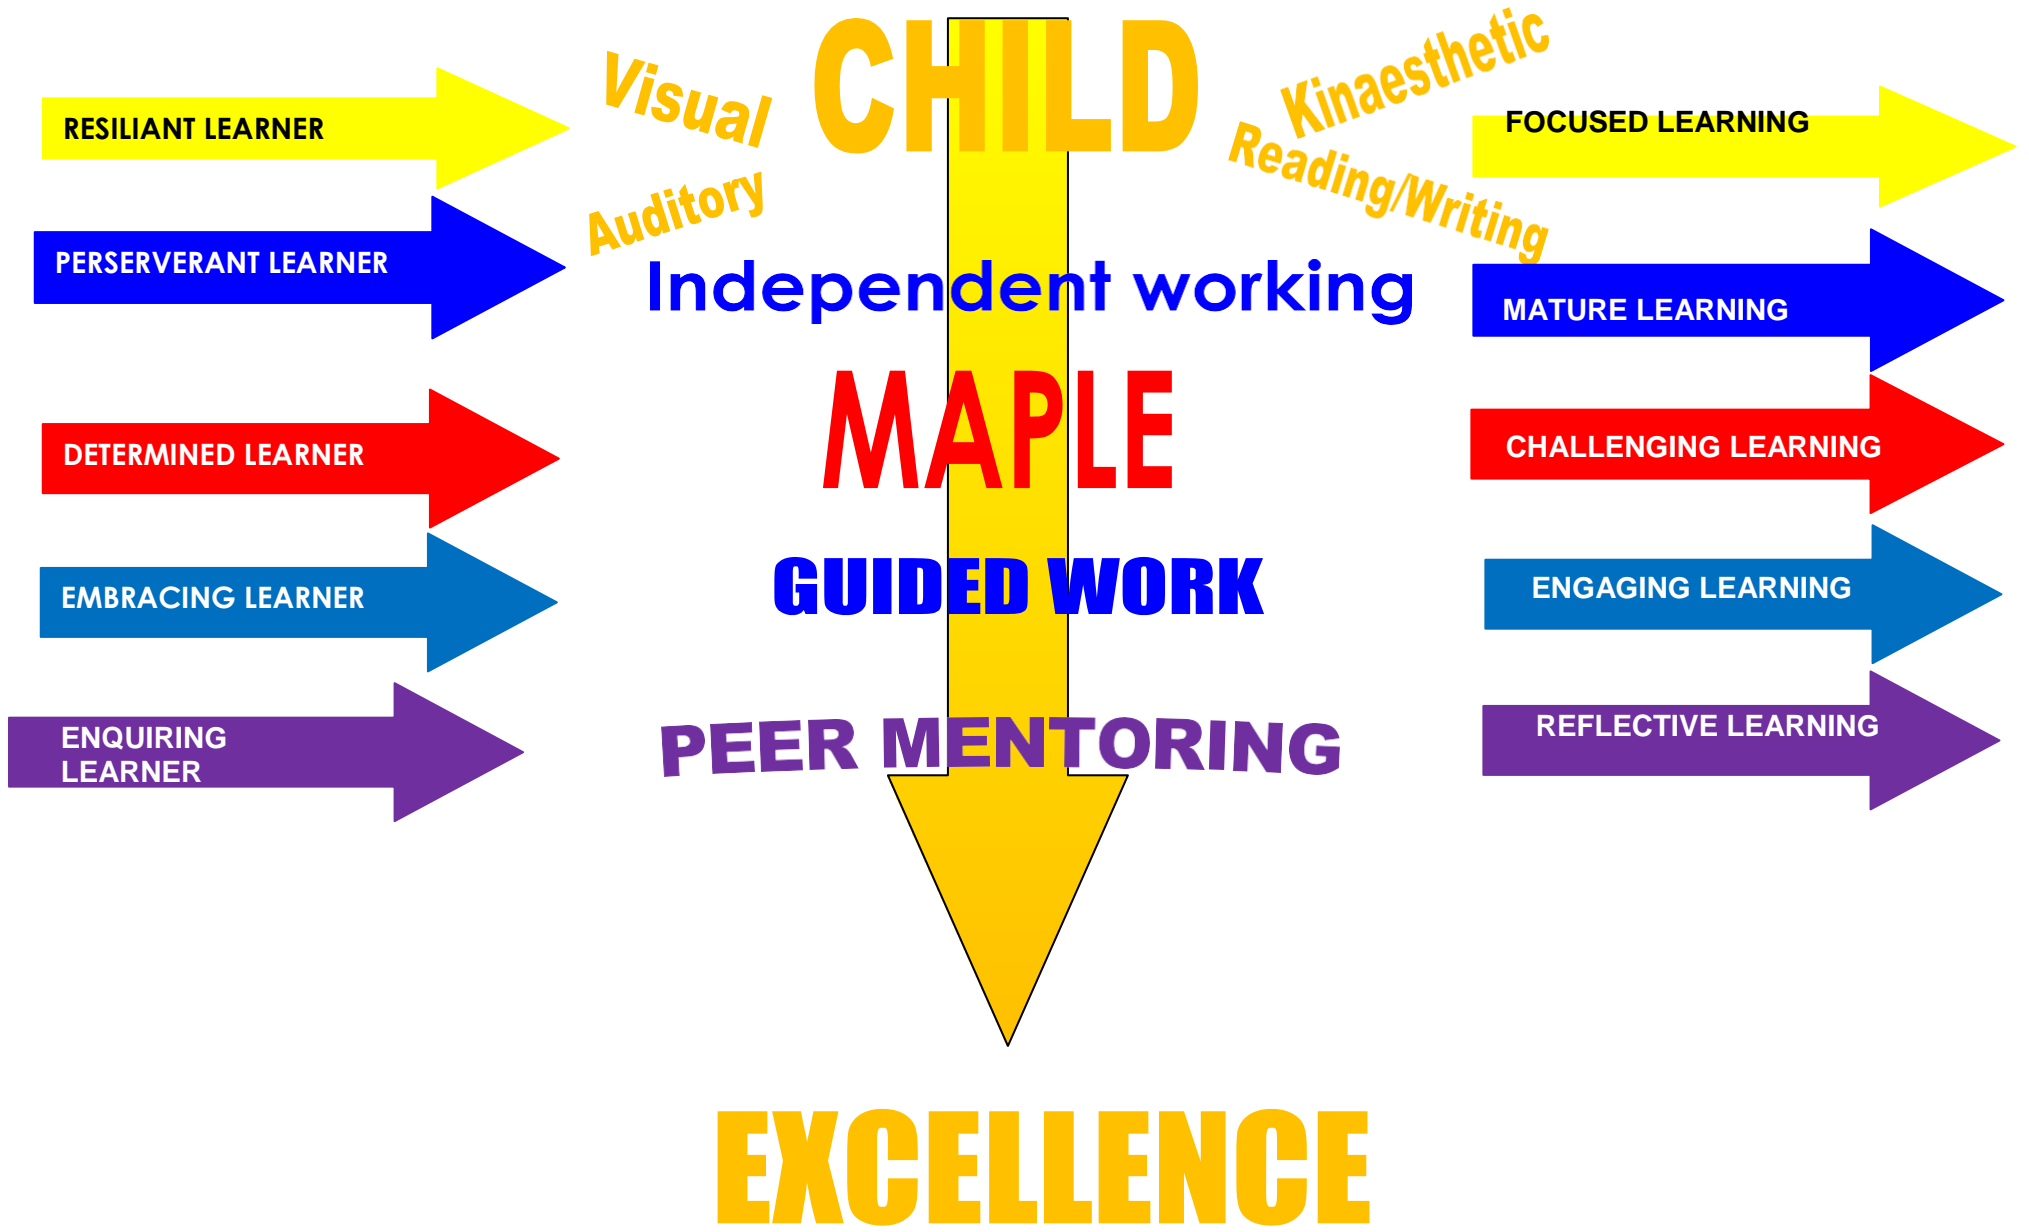 CHILD
Visual
Auditory
Kinaesthetic
Reading/Writing
RESILIANT LEARNER
PERSERVERANT LEARNER
DETERMINED LEARNER
EMBRACING LEARNER
ENQUIRING
LEARNER
Independent working
MAPLE
GUIDED WORK
PEER MENTORING
FOCUSED LEARNING
MATURE LEARNING
CHALLENGING LEARNING
ENGAGING LEARNING
REFLECTIVE LEARNING
EXCELLENCE